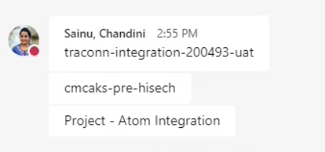 Sainu, Chandini 2:55 PM
traconn-integration-200493-uat
cmcaks-pre-hisech
Project - Atom Integration